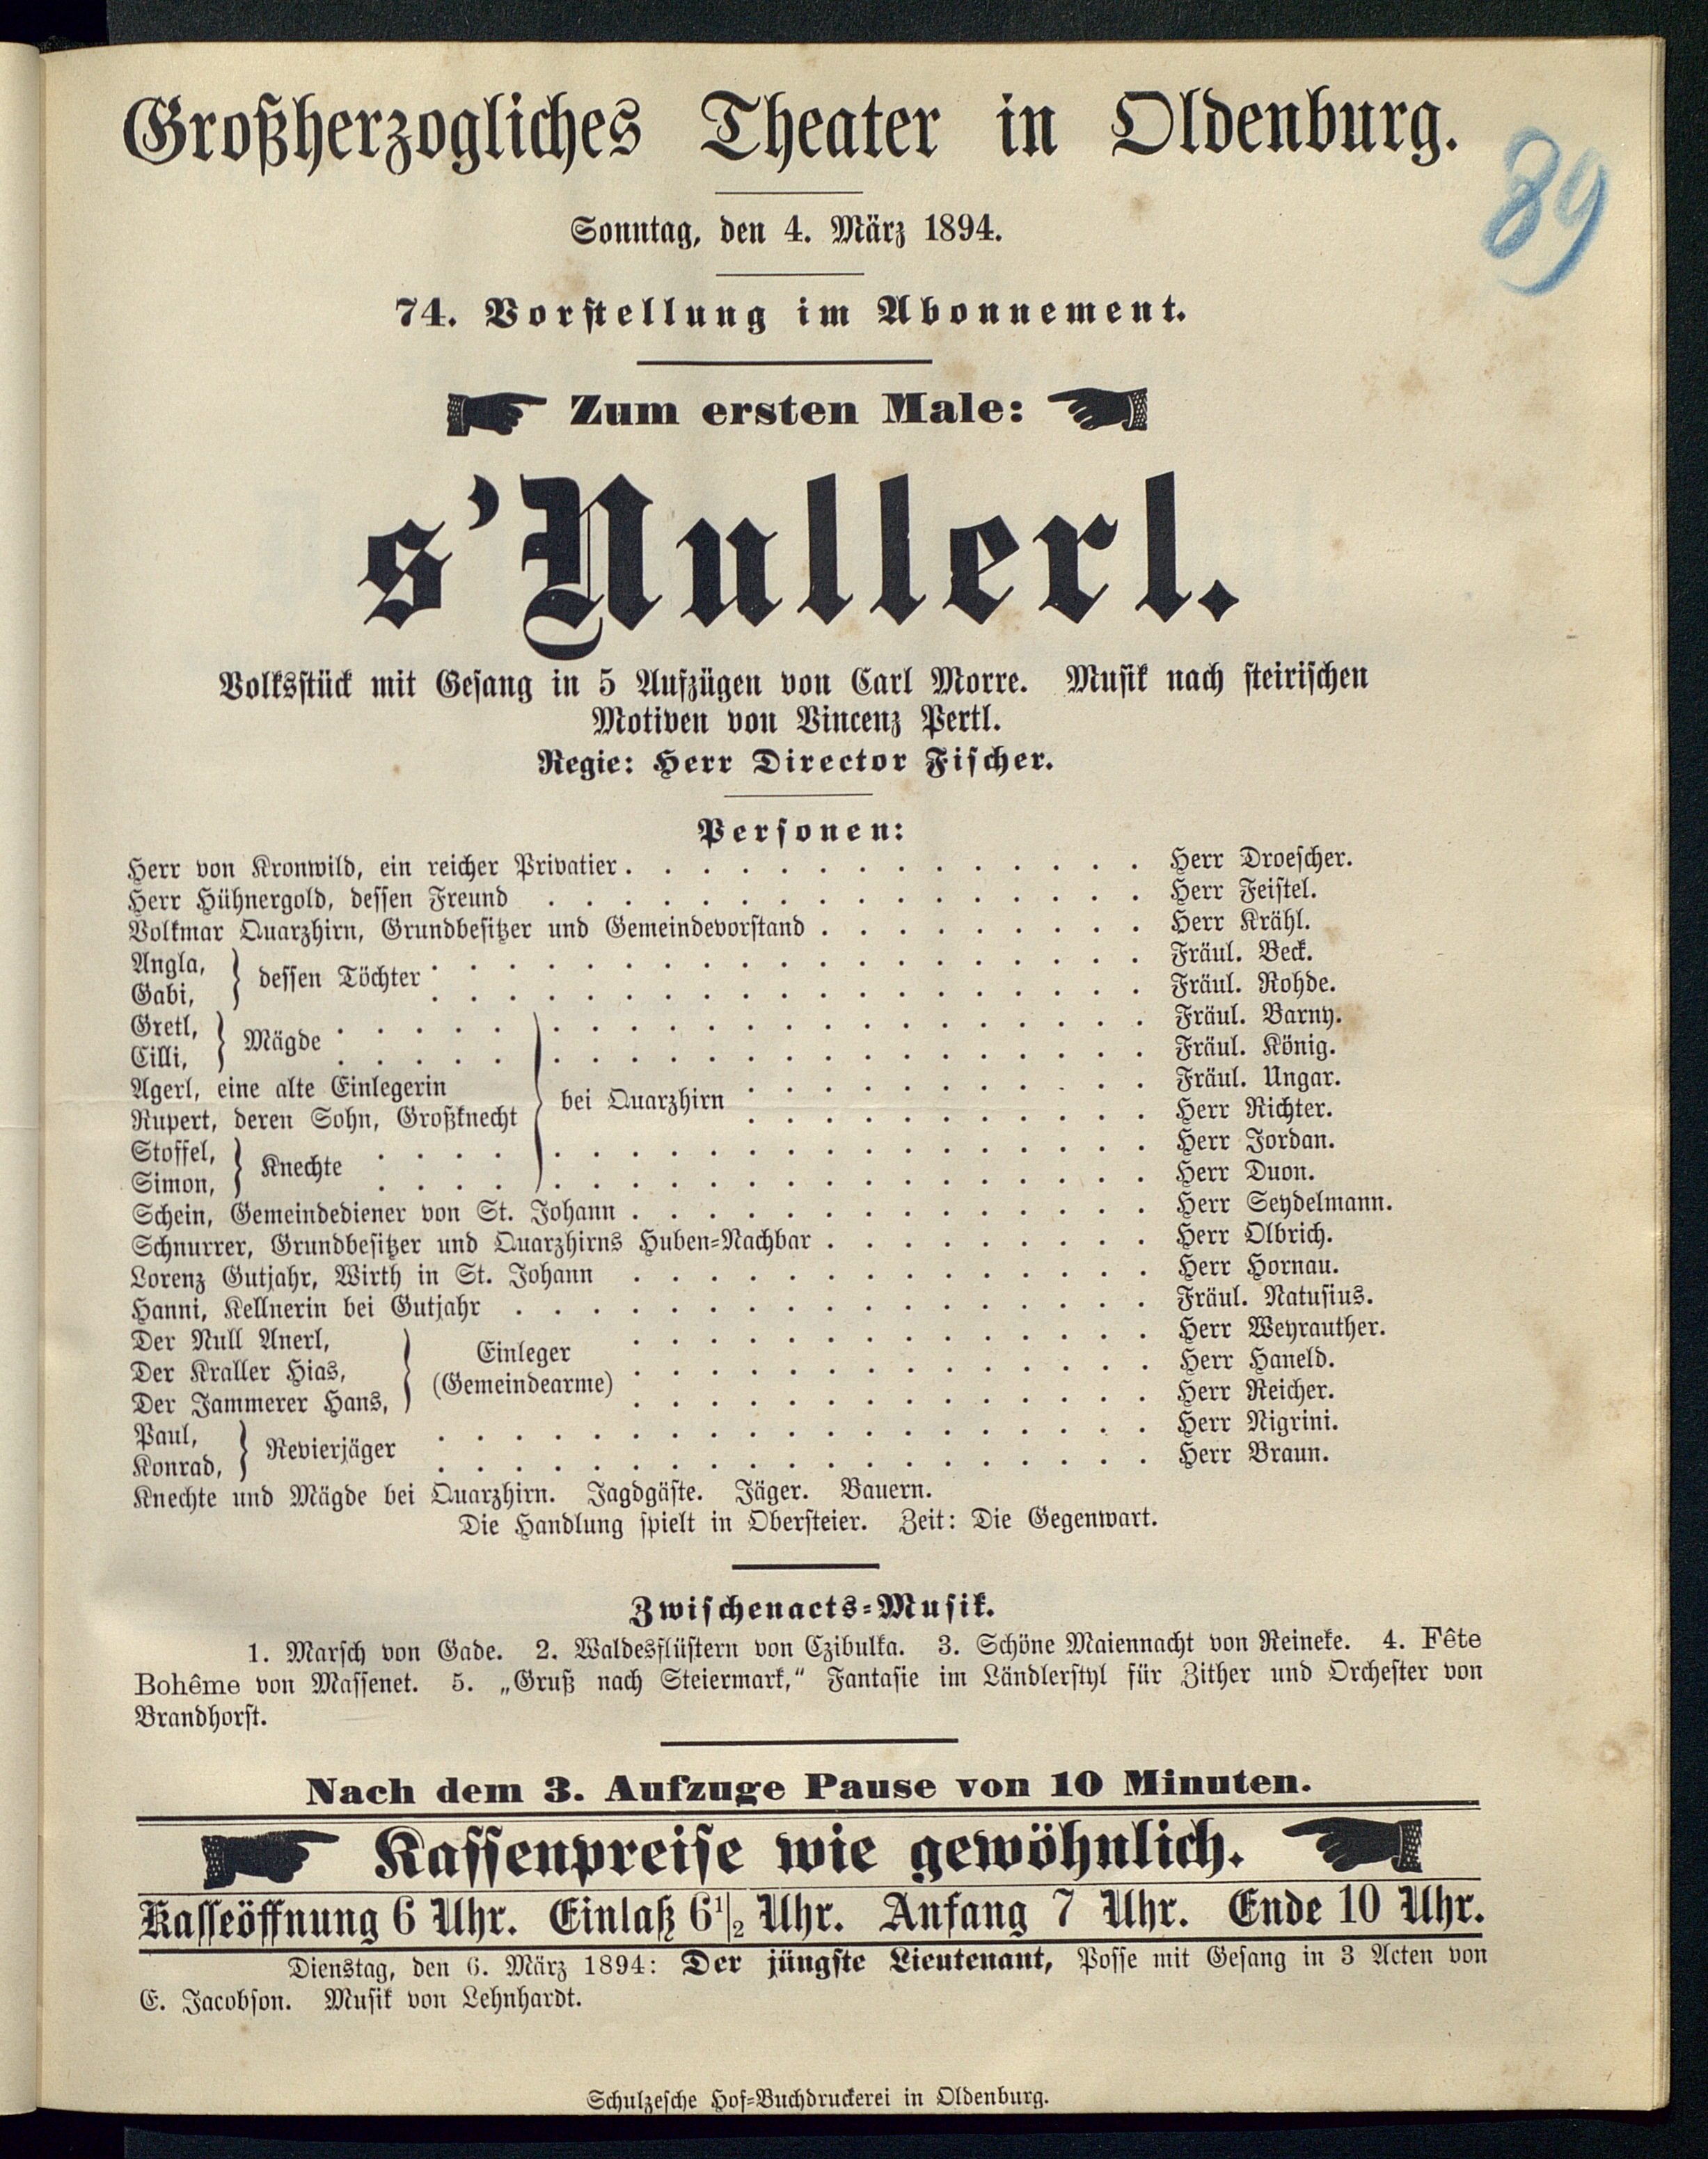 Großherzogliches Theater in Oldenburg.
89
Sonntag, den 4. März 1894.
74. Vorstellung im Abonnement.
Zum ersten Male:
s'Nullerl.
Volksstück mit Gesang in 5 Aufzügen von Carl Morre. Musik nach steirischen
Motiven von Vincenz Pertl.
Regie: Herr Director Fischer.
Personen:
Herr von Kronwild, ein reicher Privatier . . . . . . . . . . . . . . Herr Droescher.
Herr Hühnergold, dessen Freund . . . . . . . . . . . . . . . . Herr Feistel.
Volkmar Quarzhirn, Grundbesitzer und Gemeindevorstand . . . . . . . . . Herr Krähl.
Angla, } dessen Töchter . . . . . . . . . . . . . . . . . . . Fräul. Beck.
Gabi, } . . . . . . . . . . . . . . . . . . . Fräul. Rohde.
Gretl, } Mägde . . . . . ) . . . . . . . . . . . . . . . . Fräul. Barny.
Cilli, } . . . . . . . . . . . . . . . . . . . . . Fräul. König.
Agerl, eine alte Einlegerin } bei Quarzhirn . . . . . . . . . . . Fräul. Ungar.
Rupert, deren Sohn, Großknecht . . . . . . . . . . . Herr Richter.
Stoffel, } Knechte . . . . . . . . . . . . . . . . . . . . Herr Jordan.
Simon, } . . . . ) . . . . . . . . . . . . . . . . Herr Duon.
Schein, Gemeindediener von St. Johann . . . . . . . . . . . . . . Herr Seydelmann.
Schnurrer, Grundbesitzer und Quarzhirns Huben-Nachbar . . . . . . . . . Herr Olbrich.
Lorenz Gutjahr, Wirth in St. Johann . . . . . . . . . . . . . . Herr Hornau.
Hanni, Kellnerin bei Gutjahr . . . . . . . . . . . . . . . . . Fräul. Natusius.
Der Null Anerl, } Einleger . . . . . . . . . . . . . . Herr Weyrauther.
Der Kraller Hias, } (Gemeindearme) . . . . . . . . . . . . . . Herr Haneld.
Der Jammerer Hans, } . . . . . . . . . . . . . . Herr Reicher.
Paul, } Revierjäger . . . . . . . . . . . . . . . . . . . Herr Nigrini.
Konrad, } . . . . . . . . . . . . . . . . . . . Herr Braun.
Knechte und Mägde bei Quarzhirn. Jagdgäste. Jäger. Bauern.
Die Handlung spielt in Obersteier. Zeit: Die Gegenwart.
Zwischenacts-Musik.
1. Marsch von Gade. 2. Waldesflüstern von Czibulka. 3. Schöne Maiennacht von Reineke. 4. Fête
Bohême von Massenet. 5. „Gruß nach Steiermark,“ Fantasie im Ländlerstyl für Zither und Orchester von
Brandhorst.
Nach dem 3. Aufzuge Pause von 10 Minuten.
Kassenpreise wie gewöhnlich.
Kasseöffnung 6 Uhr. Einlaß 6 1/2 Uhr. Anfang 7 Uhr. Ende 10 Uhr.
Dienstag, den 6. März 1894: Der jüngste Lieutenant, Posse mit Gesang in 3 Acten von
E. Jacobson. Musik von Lehnhardt.
Schulzesche Hof-Buchdruckerei in Oldenburg.